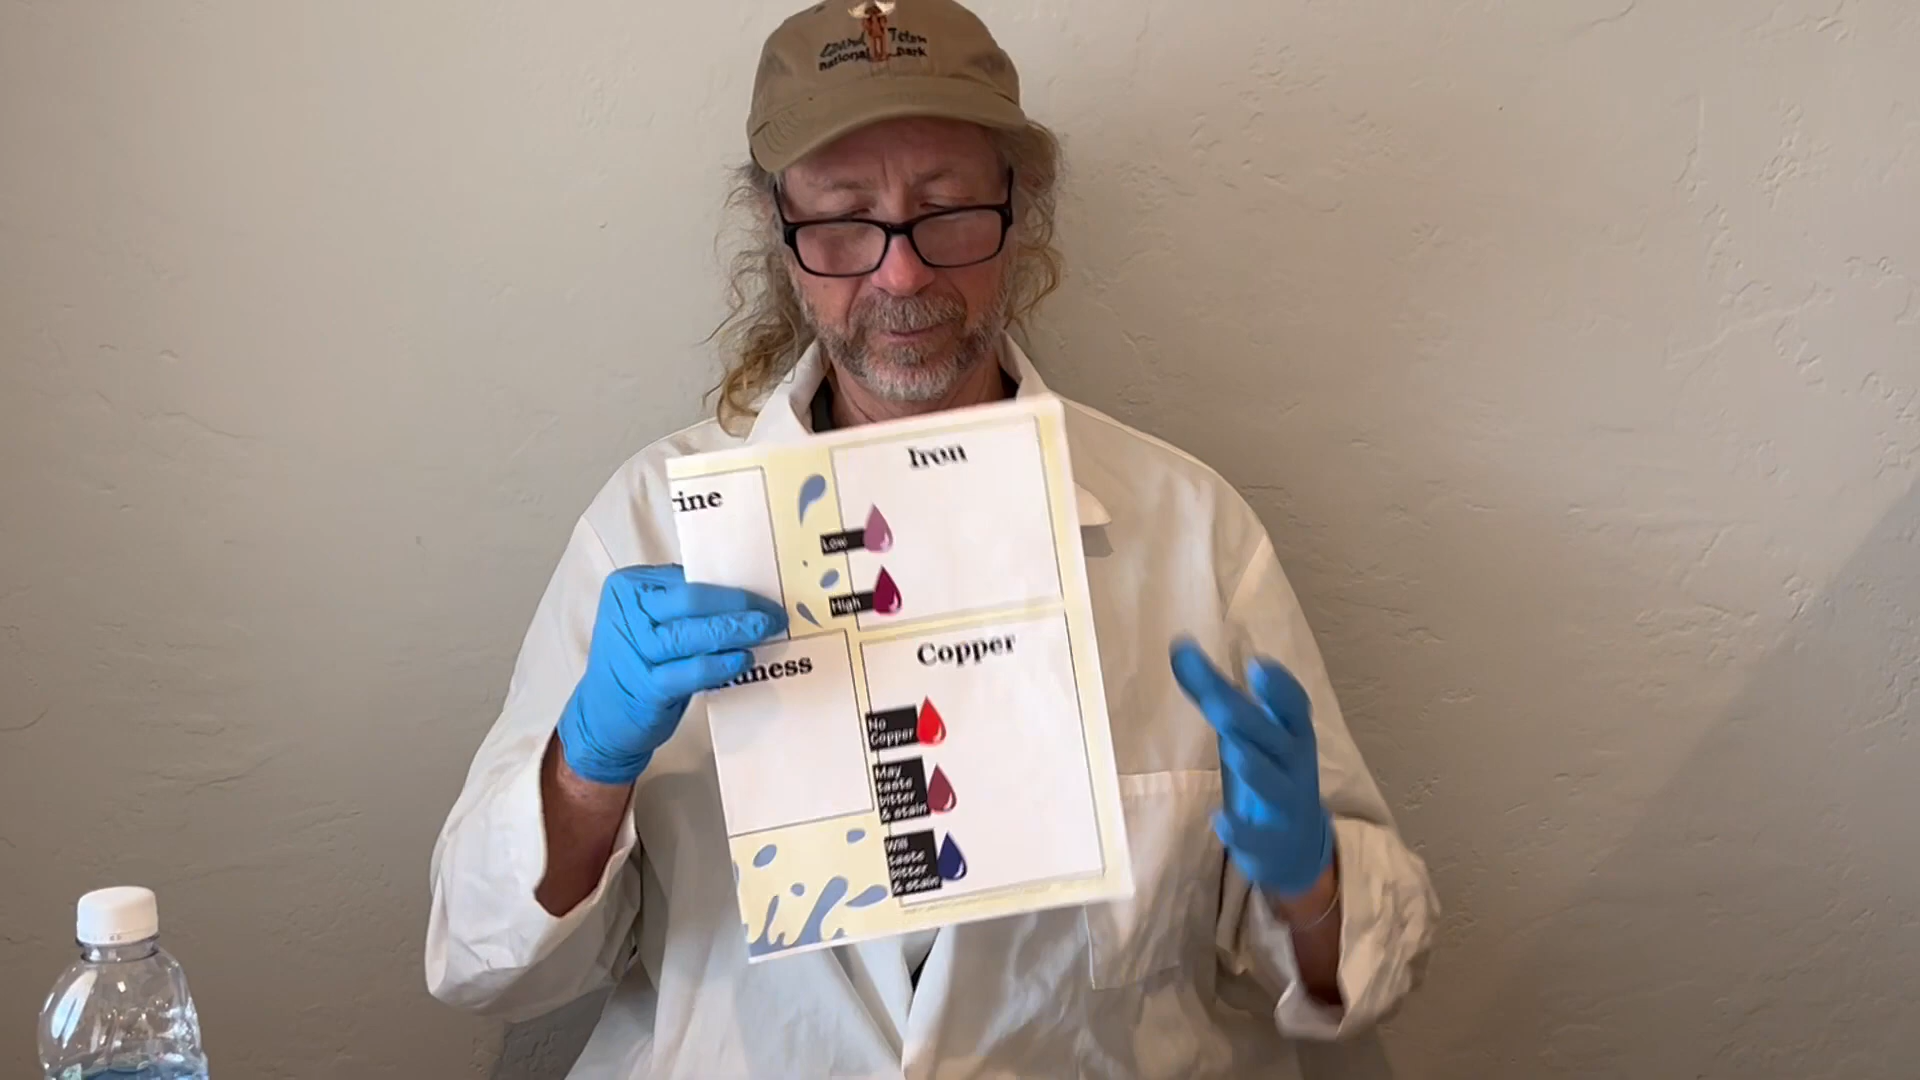 Grand Teton
national park
Iron
rine
Low
High
Copper
dness
No
Copper
May
taste
bitter
& stain
Will
taste
bitter
& stain